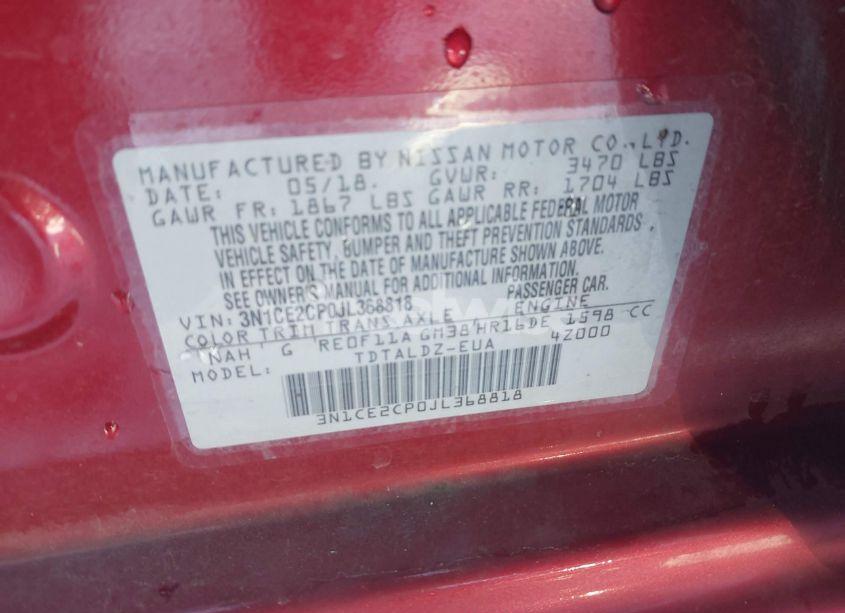 MANUFACTURED BY NISSAN MOTOR CO., LTD.
DATE: 05/18. GVWR: 3470 LBS
GAWR FR: 1867 LBS GAWR RR: 1704 LBS
THIS VEHICLE CONFORMS TO ALL APPLICABLE FEDERAL MOTOR
VEHICLE SAFETY, BUMPER AND THEFT PREVENTION STANDARDS
IN EFFECT ON THE DATE OF MANUFACTURE SHOWN ABOVE.
SEE OWNER'S MANUAL FOR ADDITIONAL INFORMATION.
VIN: 3N1CE2CP0JL368818 PASSENGER CAR.
COLOR TRIM TRANSAXLE ENGINE
NAH G RE0F11A GM38 HR16DE 1598 CC
MODEL: TDTALDZ-EUA 4Z000
3N1CE2CP0JL368818